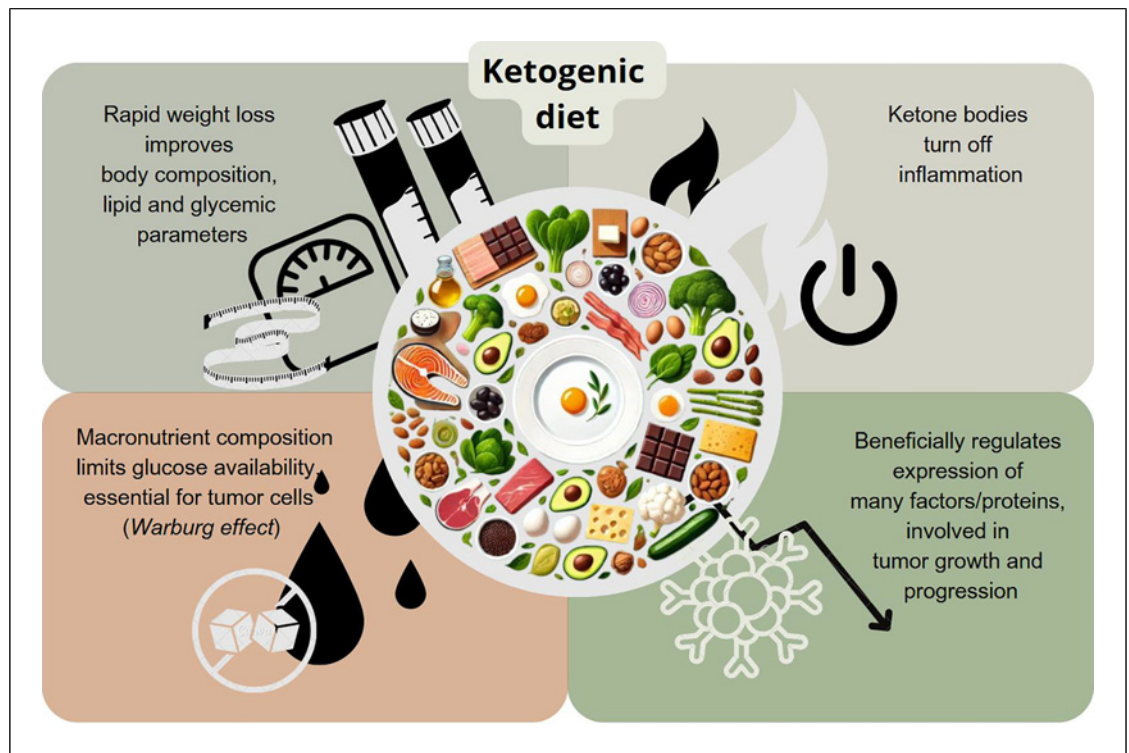 Ketogenic
diet
Rapid weight loss
improves
body composition,
lipid and glycemic
parameters
Ketone bodies
turn off
inflammation
Macronutrient composition
limits glucose availability,
essential for tumor cells
(Warburg effect)
Beneficially regulates
expression of
many factors/proteins,
involved in
tumor growth and
progression